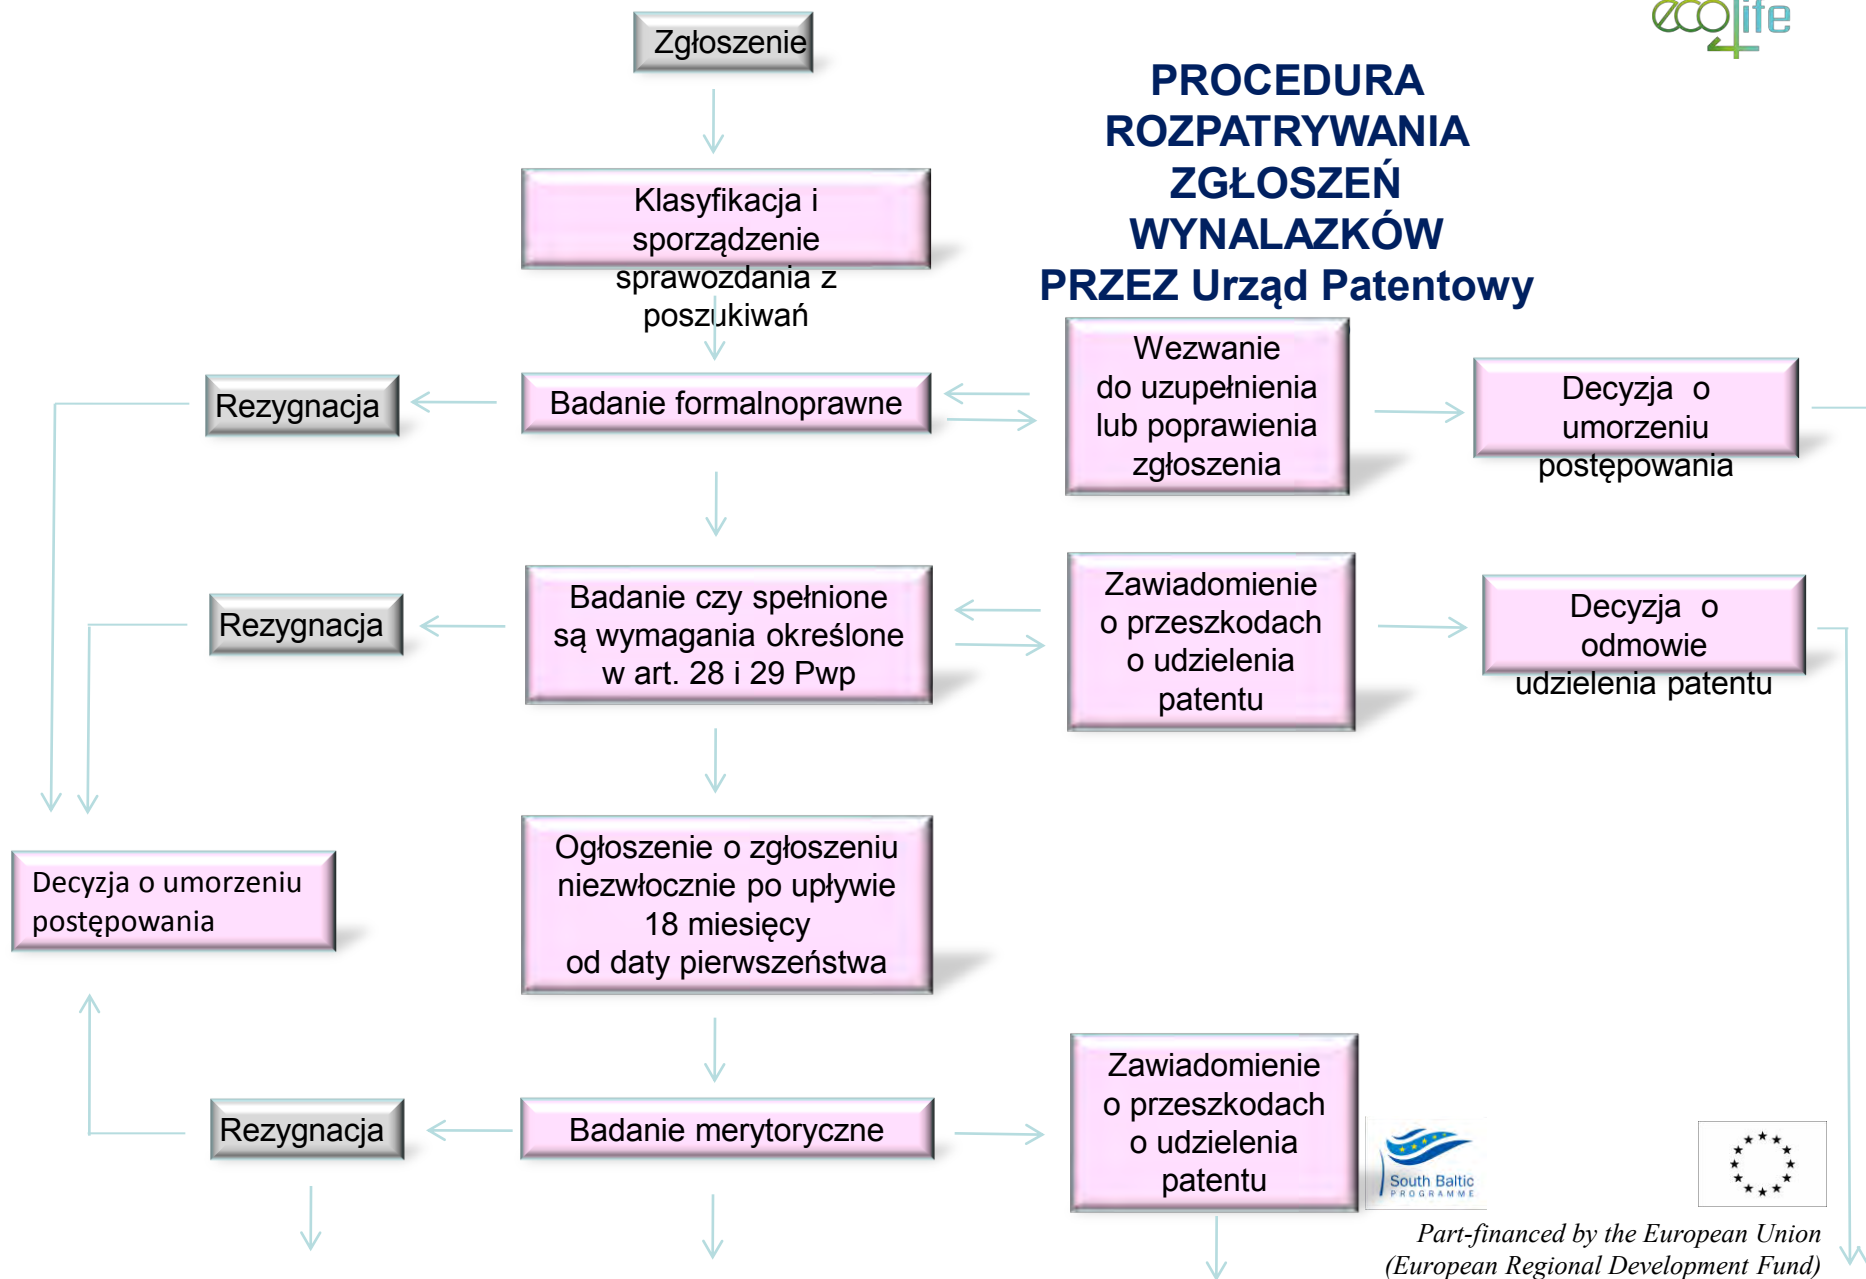 Zgłoszenie
eco4life
PROCEDURA
ROZPATRYWANIA
ZGŁOSZEŃ
WYNALAZKÓW
PRZEZ Urząd Patentowy
Klasyfikacja i
sporządzenie
sprawozdania z
poszukiwań
Rezygnacja
Badanie formalnoprawne
Wezwanie
do uzupełnienia
lub poprawienia
zgłoszenia
Decyzja o
umorzeniu
postępowania
Rezygnacja
Badanie czy spełnione
są wymagania określone
w art. 28 i 29 Pwp
Zawiadomienie
o przeszkodach
o udzielenia
patentu
Decyzja o
odmowie
udzielenia patentu
Decyzja o umorzeniu
postępowania
Ogłoszenie o zgłoszeniu
niezwłocznie po upływie
18 miesięcy
od daty pierwszeństwa
Rezygnacja
Badanie merytoryczne
Zawiadomienie
o przeszkodach
o udzielenia
patentu
South Baltic
PROGRAMME
Part-financed by the European Union
(European Regional Development Fund)